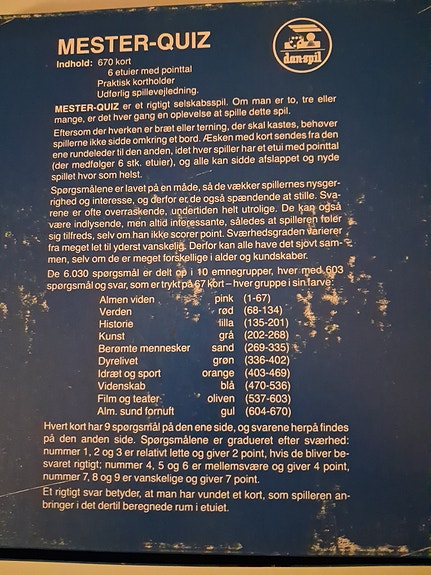 MESTER-QUIZ
danspil
Indhold: 670 kort
6 etuier med pointtal
Praktisk kortholder
Udførlig spillevejledning.
MESTER-QUIZ er et rigtigt selskabsspil. Om man er to, tre eller
mange, er det hver gang en oplevelse at spille dette spil.
Eftersom der hverken er bræt eller terning, der skal kastes, behøver
spillerne ikke sidde omkring et bord. Æsken med kort sendes fra den
ene rundeleder til den anden, idet hver spiller har et etui med pointtal
(der medfølger 6 stk. etuier), og alle kan sidde afslappet og nyde
spillet hvor som helst.
Spørgsmålene er lavet på en måde, så de vækker spillernes nysger-
righed og interesse, og derfor er de også spændende at stille. Sva-
rene er ofte overraskende, undertiden helt utrolige. De kan også
være indlysende, men altid interessante, således at spilleren føler
sig tilfreds, selv om han ikke scorer point. Sværhedsgraden varierer
fra meget let til yderst vanskelig. Derfor kan alle have det sjovt sam-
men, selv om de er meget forskellige i alder og kundskaber.
De 6.030 spørgsmål er delt op i 10 emnegrupper, hver med 603
spørgsmål og svar, som er trykt på 67 kort – hver gruppe i sin farve:
Almen viden pink (1-67)
Verden rød (68-134)
Historie lilla (135-201)
Kunst grå (202-268)
Berømte mennesker sand (269-335)
Dyrelivet grøn (336-402)
Idræt og sport orange (403-469)
Videnskab blå (470-536)
Film og teater oliven (537-603)
Alm. sund fornuft gul (604-670)
Hvert kort har 9 spørgsmål på den ene side, og svarene herpå findes
på den anden side. Spørgsmålene er gradueret efter sværhed:
nummer 1, 2 og 3 er relativt lette og giver 2 point, hvis de bliver be-
svaret rigtigt; nummer 4, 5 og 6 er mellemsvære og giver 4 point,
nummer 7, 8 og 9 er vanskelige og giver 7 point.
Et rigtigt svar betyder, at man har vundet et kort, som spilleren an-
bringer i det dertil beregnede rum i etuiet.